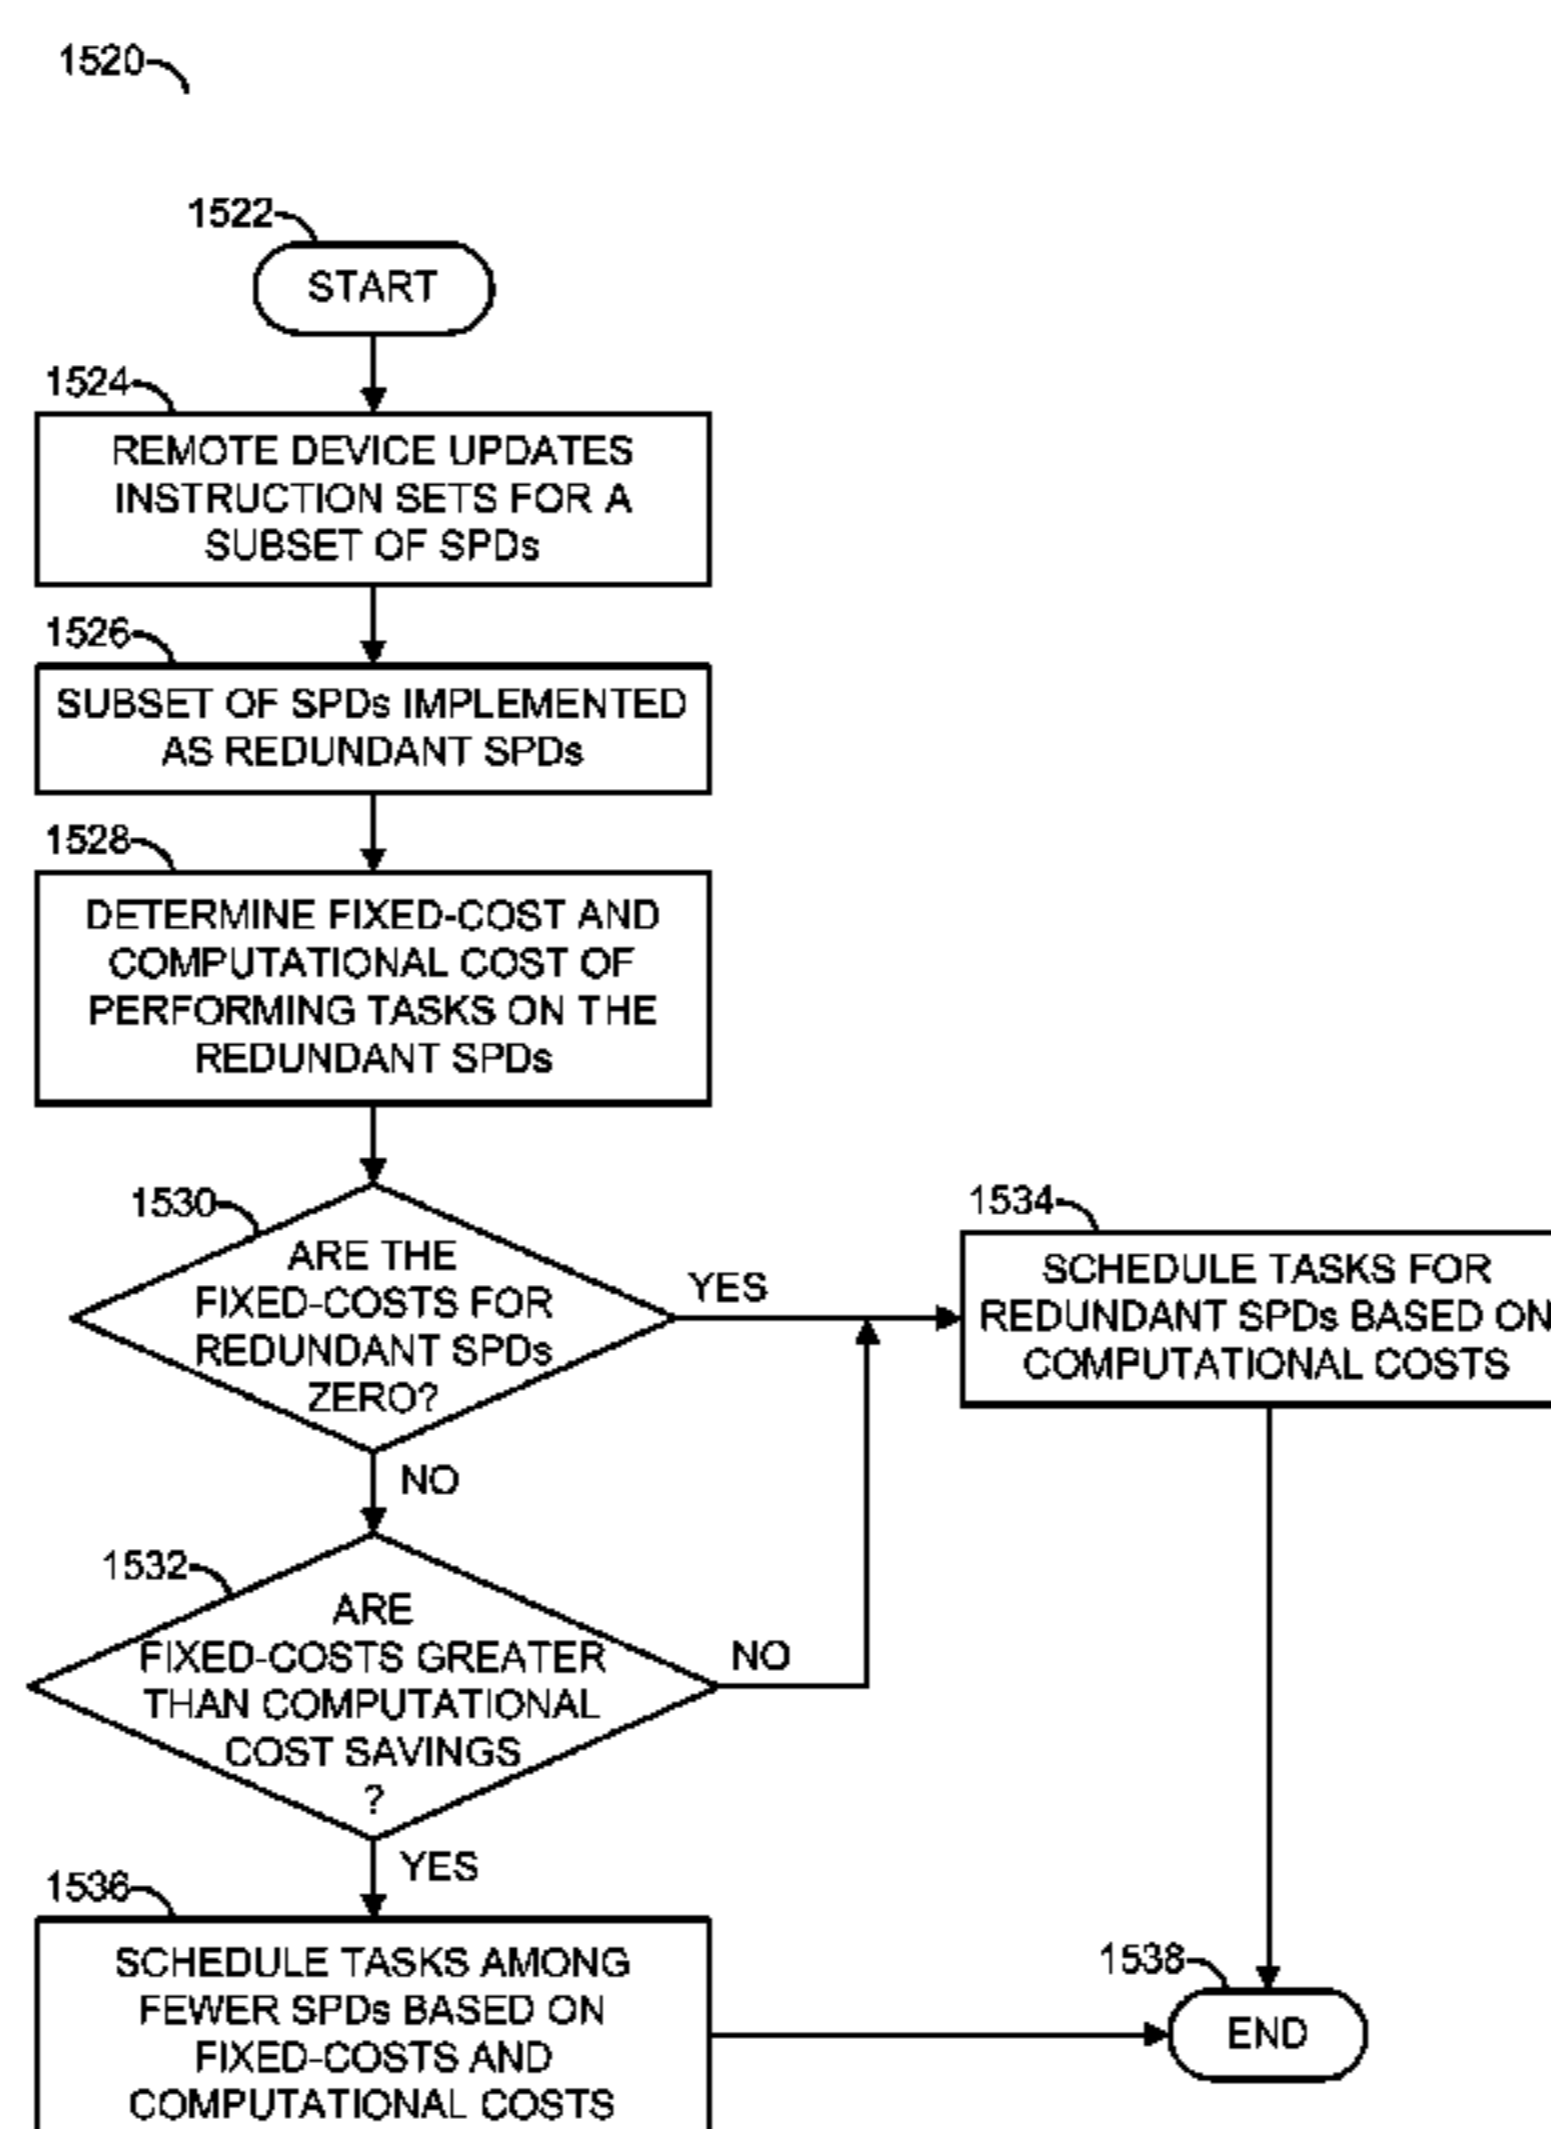 1520
1522
START
1524
REMOTE DEVICE UPDATES
INSTRUCTION SETS FOR A
SUBSET OF SPDs
1526
SUBSET OF SPDs IMPLEMENTED
AS REDUNDANT SPDs
1528
DETERMINE FIXED-COST AND
COMPUTATIONAL COST OF
PERFORMING TASKS ON THE
REDUNDANT SPDs
1530
ARE THE
FIXED-COSTS FOR
REDUNDANT SPDs
ZERO?
YES
NO
1534
SCHEDULE TASKS FOR
REDUNDANT SPDs BASED ON
COMPUTATIONAL COSTS
1532
ARE
FIXED-COSTS GREATER
THAN COMPUTATIONAL
COST SAVINGS
?
NO
YES
1536
SCHEDULE TASKS AMONG
FEWER SPDs BASED ON
FIXED-COSTS AND
COMPUTATIONAL COSTS
1538
END